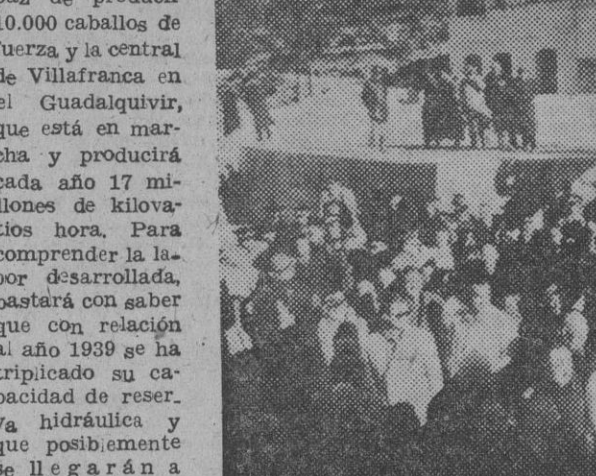 de producir
10.000 caballos de
fuerza y la central
de Villafranca en
el Guadalquivir,
que está en mar-
cha y producirá
cada año 17 mi-
llones de kilova-
tios hora. Para
comprender la la-
bor desarrollada,
bastará con saber
que con relación
al año 1939 se ha
triplicado su ca-
pacidad de reser-
va hidráulica y
que posiblemente
se llegarán a